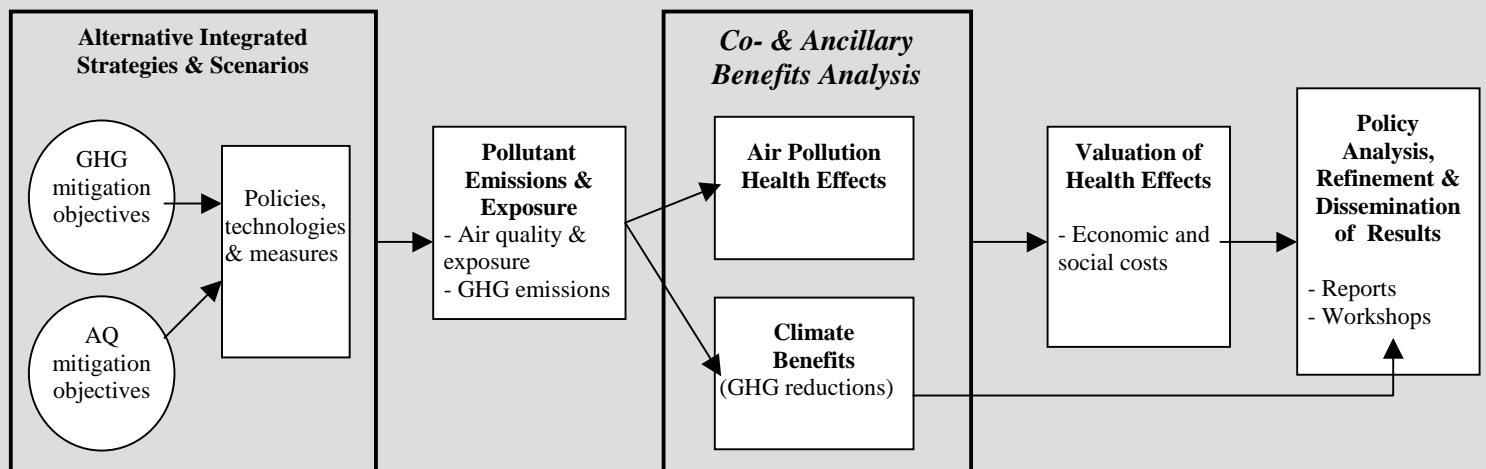 Alternative Integrated
Strategies & Scenarios
GHG
mitigation
objectives
AQ
mitigation
objectives
Policies,
technologies
& measures
Pollutant
Emissions &
Exposure
- Air quality &
exposure
- GHG emissions
Co- & Ancillary
Benefits Analysis
Air Pollution
Health Effects
Climate
Benefits
(GHG reductions)
Valuation of
Health Effects
- Economic and
social costs
Policy
Analysis,
Refinement &
Dissemination
of Results
- Reports
- Workshops